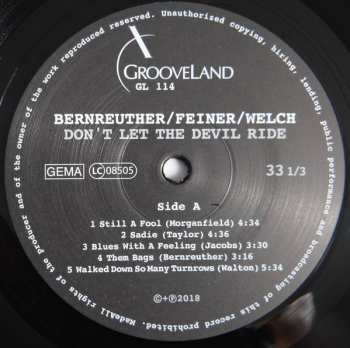 GROOVELAND
GL 114
BERNREUTHER/FEINER/WELCH
DON'T LET THE DEVIL RIDE
GEMA
LC 08505
33 1/3
Side A
1 Still A Fool (Morganfield) 4:34
2 Sadie (Taylor) 4:36
3 Blues With A Feeling (Jacobs) 3:30
4 Them Bags (Bernreuther) 3:16
5 Walked Down So Many Turnrows (Walton) 5:34
©+℗2018
All rights of the producer and of the owner of the work reproduced reserved. Unauthorized copying, hiring, lending, public performance and broadcasting of this record prohibited. Made